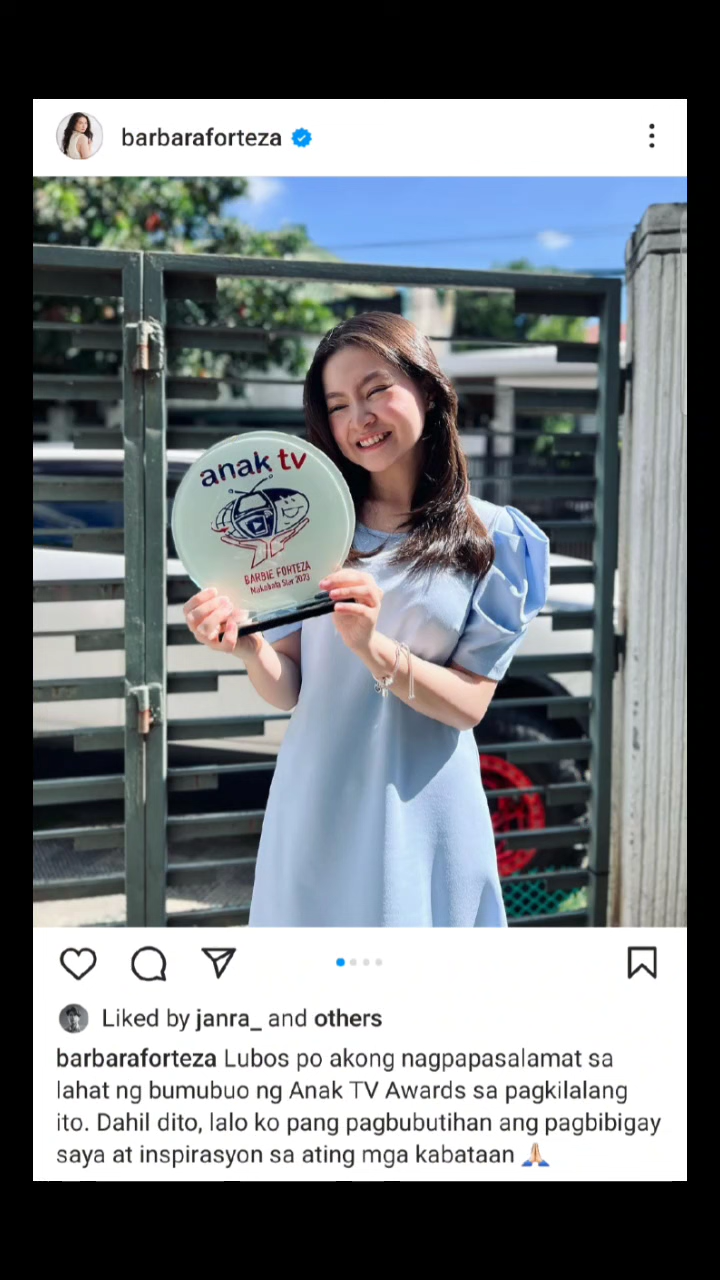 barbaraforteza
anak tv
BARBIE FORTEZA
Makabata Star 2023
Liked by janra_ and others
barbaraforteza Lubos po akong nagpapasalamat sa
lahat ng bumubuo ng Anak TV Awards sa pagkilalang
ito. Dahil dito, lalo ko pang pagbubutihan ang pagbibigay
saya at inspirasyon sa ating mga kabataan 🙏🏼